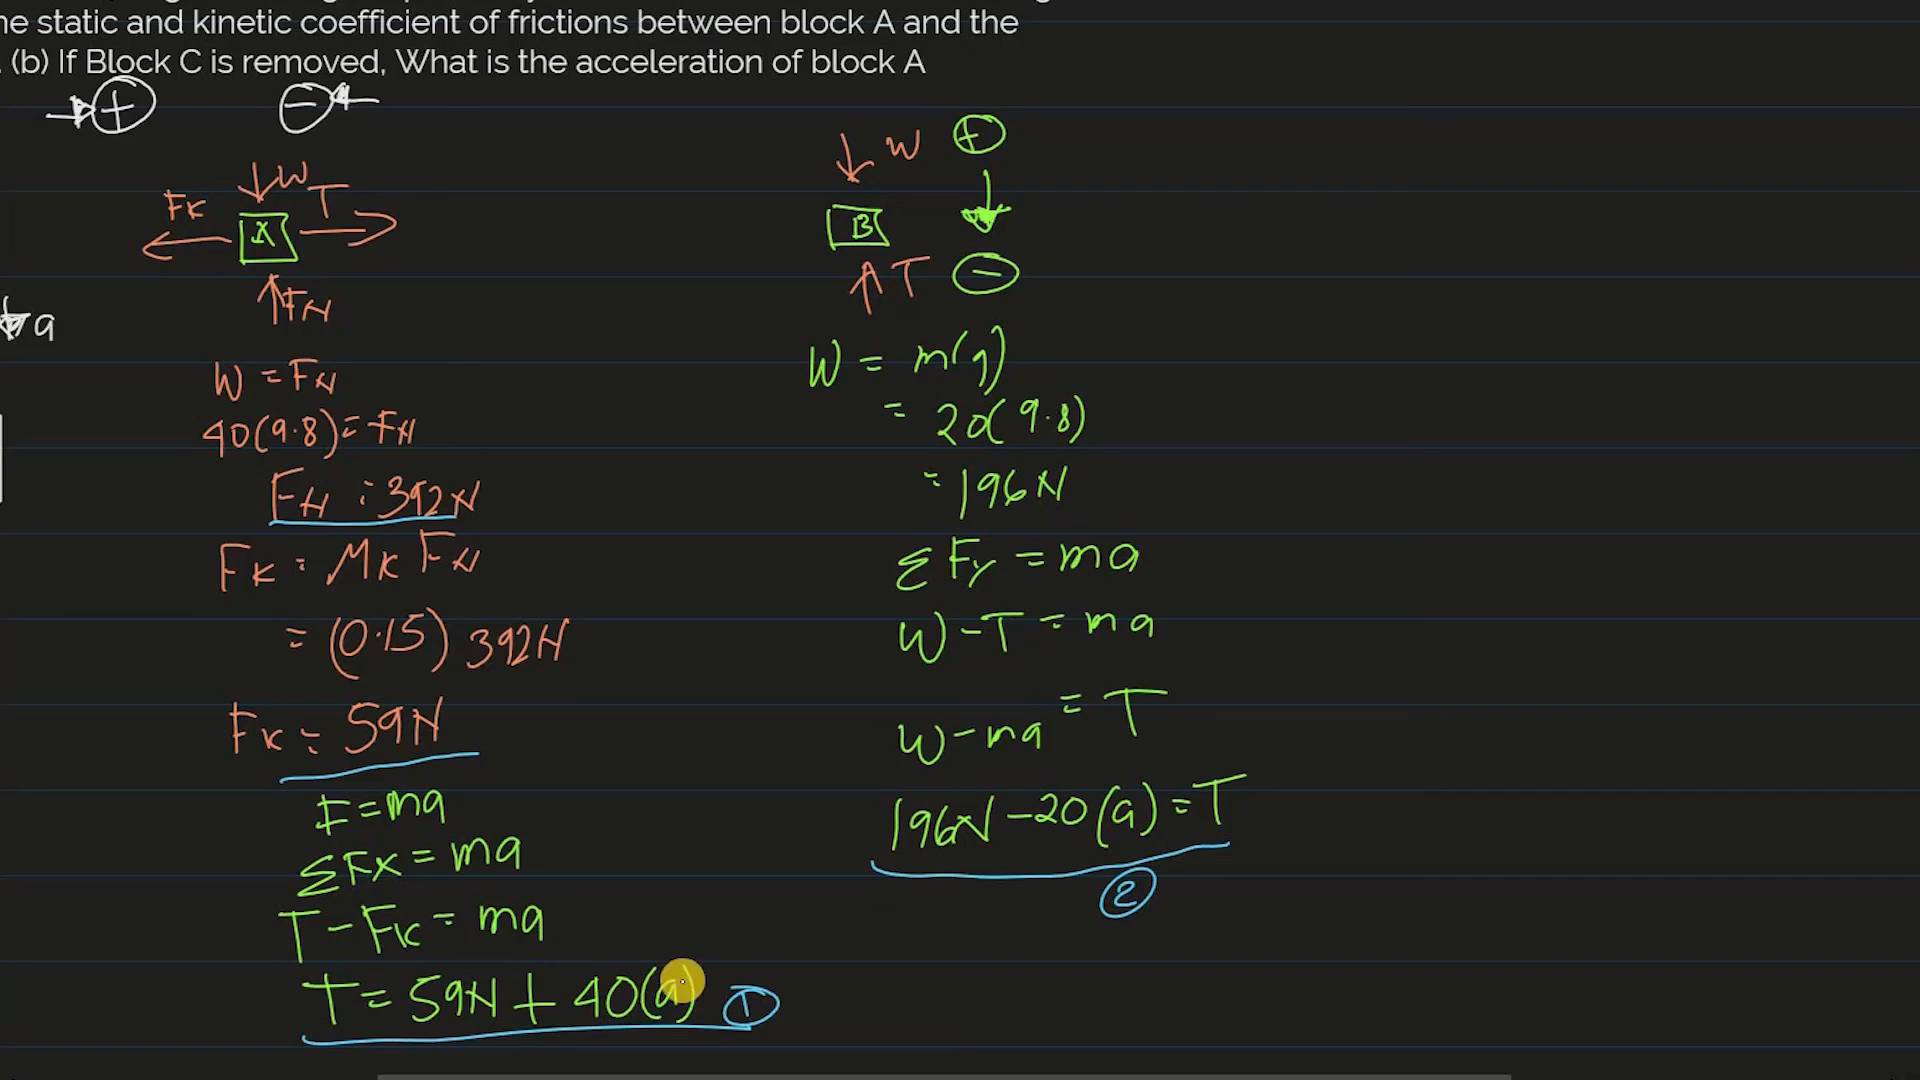 he static and kinetic coefficient of frictions between block A and the
. (b) If Block C is removed, What is the acceleration of block A
+ −
W
FK T
A
FN
a
W = FN
40(9.8) = FN
FN = 392N
FK = MK FN
= (0.15) 392N
FK = 59N
F = ma
ΣFX = ma
T - FK = ma
T = 59N + 40(a) 1
W +
B
T −
W = m(g)
= 20(9.8)
= 196N
ΣFy = ma
W - T = ma
W - ma = T
196N - 20(a) = T
2